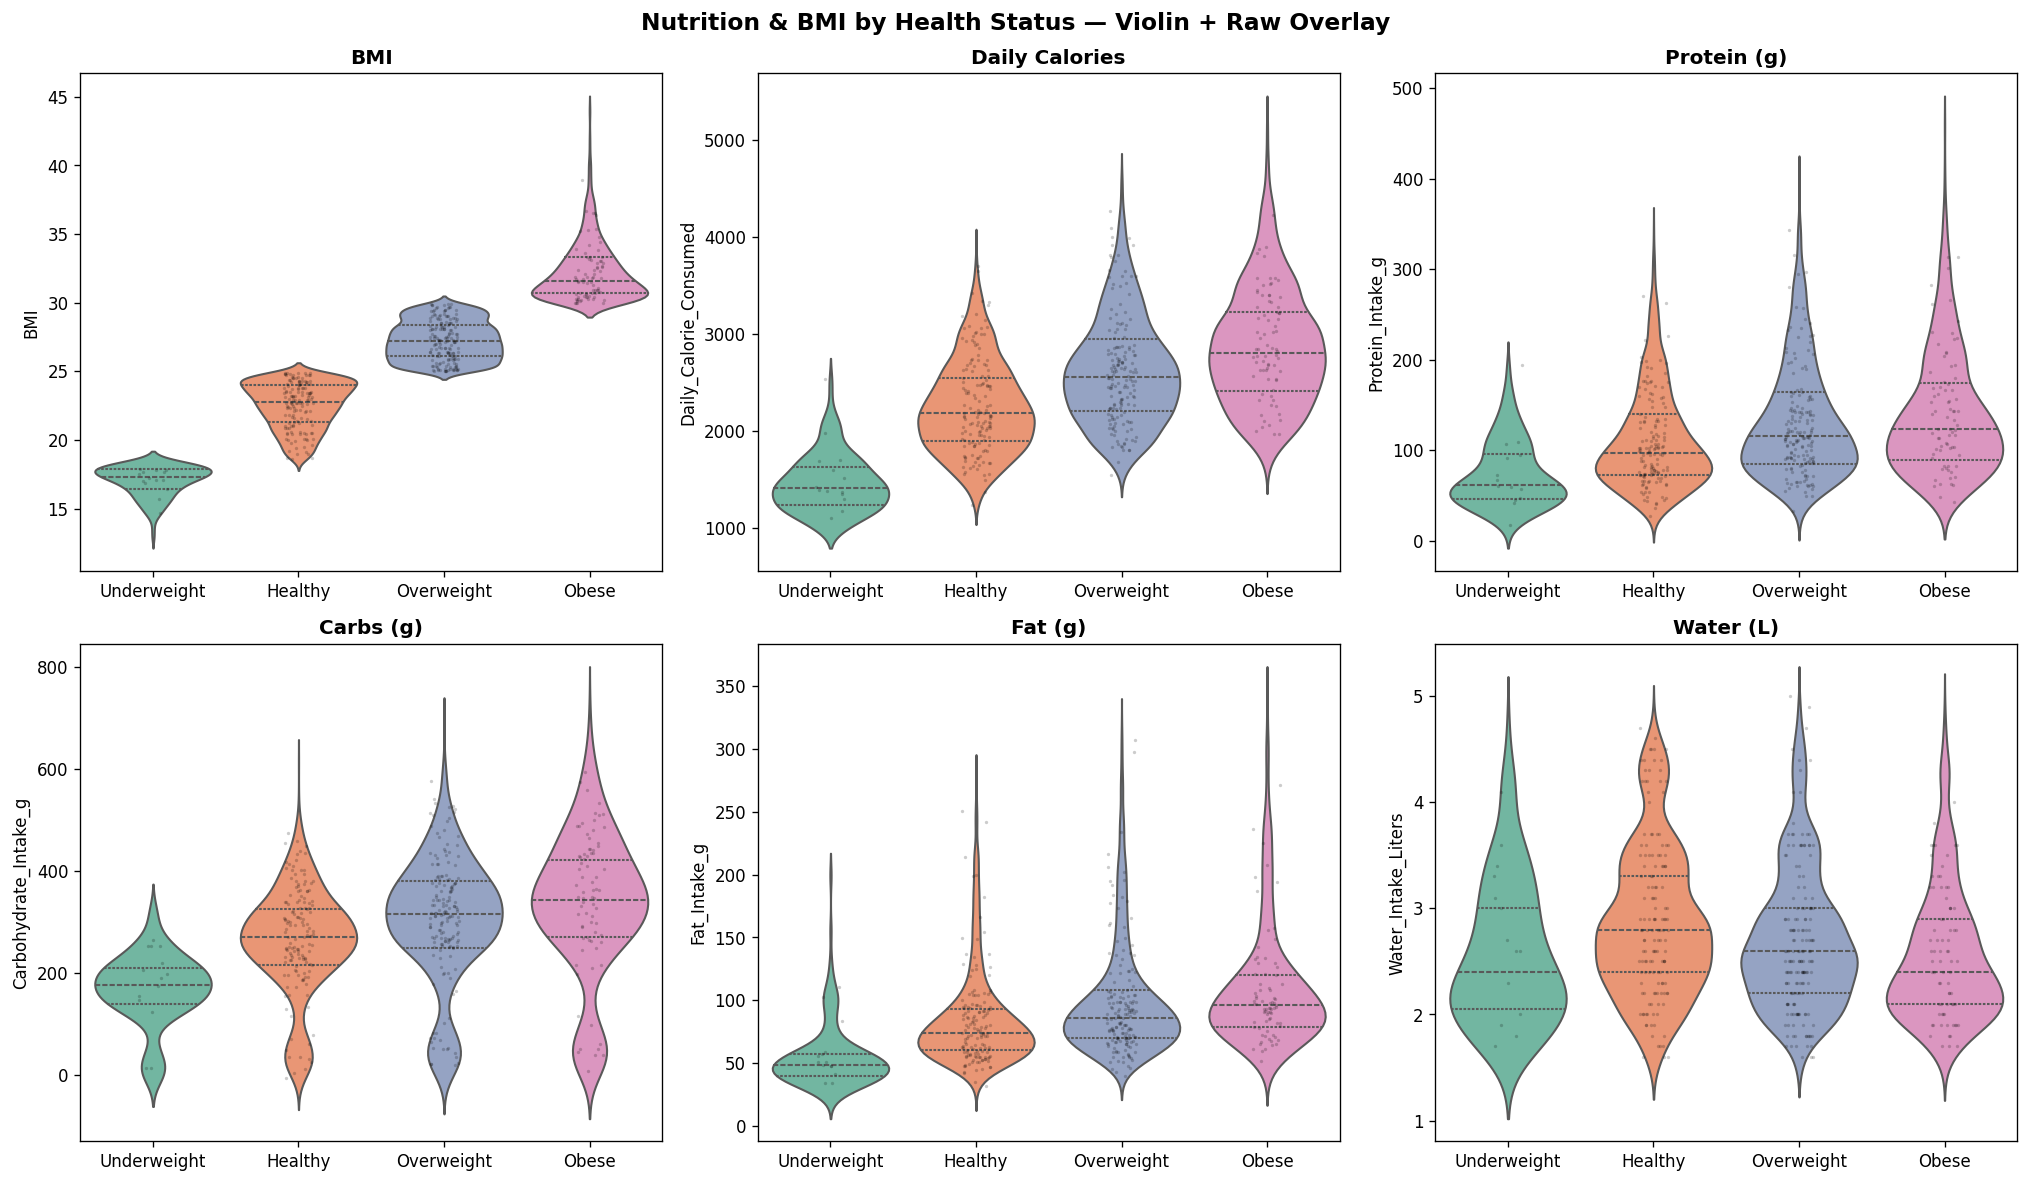 Nutrition & BMI by Health Status — Violin + Raw Overlay
BMI
BMI
45
40
35
30
25
20
15
Underweight Healthy Overweight Obese
Daily Calories
Daily_Calorie_Consumed
5000
4000
3000
2000
1000
Underweight Healthy Overweight Obese
Protein (g)
Protein_Intake_g
500
400
300
200
100
0
Underweight Healthy Overweight Obese
Carbs (g)
Carbohydrate_Intake_g
800
600
400
200
0
Underweight Healthy Overweight Obese
Fat (g)
Fat_Intake_g
350
300
250
200
150
100
50
0
Underweight Healthy Overweight Obese
Water (L)
Water_Intake_Liters
5
4
3
2
1
Underweight Healthy Overweight Obese